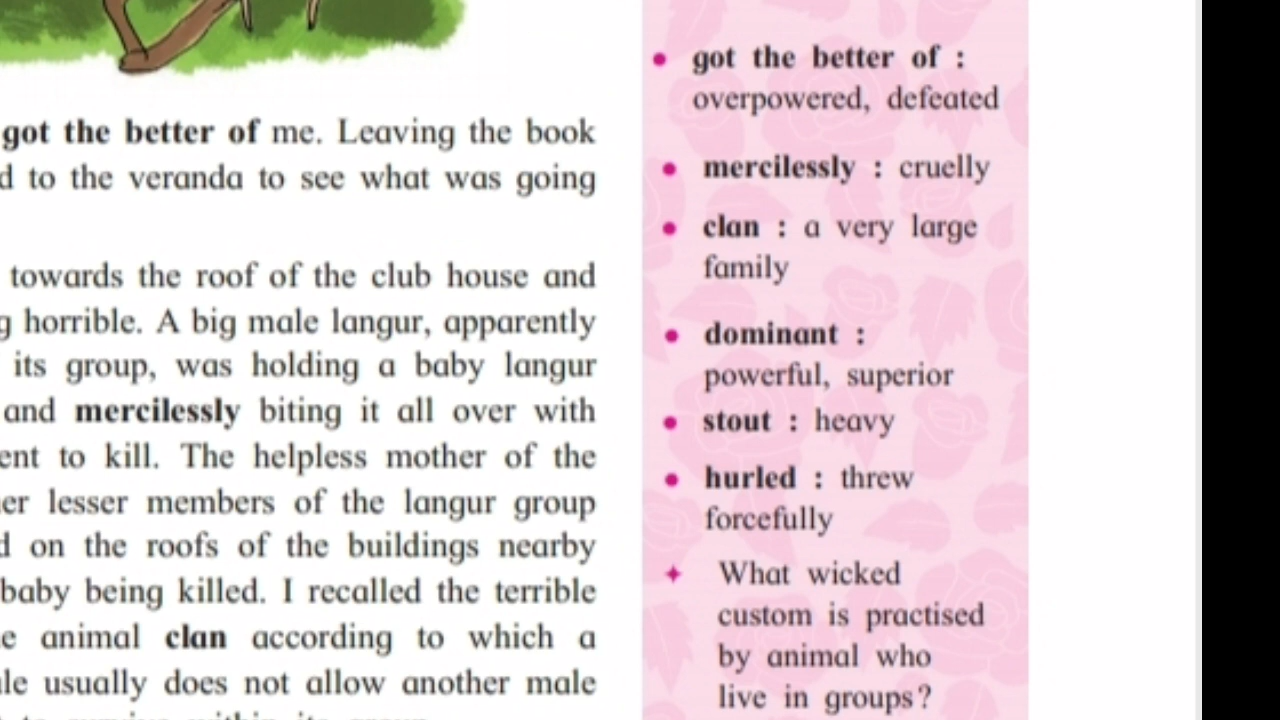 got the better of me. Leaving the book
to the veranda to see what was going
towards the roof of the club house and
horrible. A big male langur, apparently
its group, was holding a baby langur
and mercilessly biting it all over with
to kill. The helpless mother of the
lesser members of the langur group
on the roofs of the buildings nearby
baby being killed. I recalled the terrible
animal clan according to which a
usually does not allow another male
• got the better of :
overpowered, defeated
• mercilessly : cruelly
• clan : a very large
family
• dominant :
powerful, superior
• stout : heavy
• hurled : threw
forcefully
✦ What wicked
custom is practised
by animal who
live in groups?